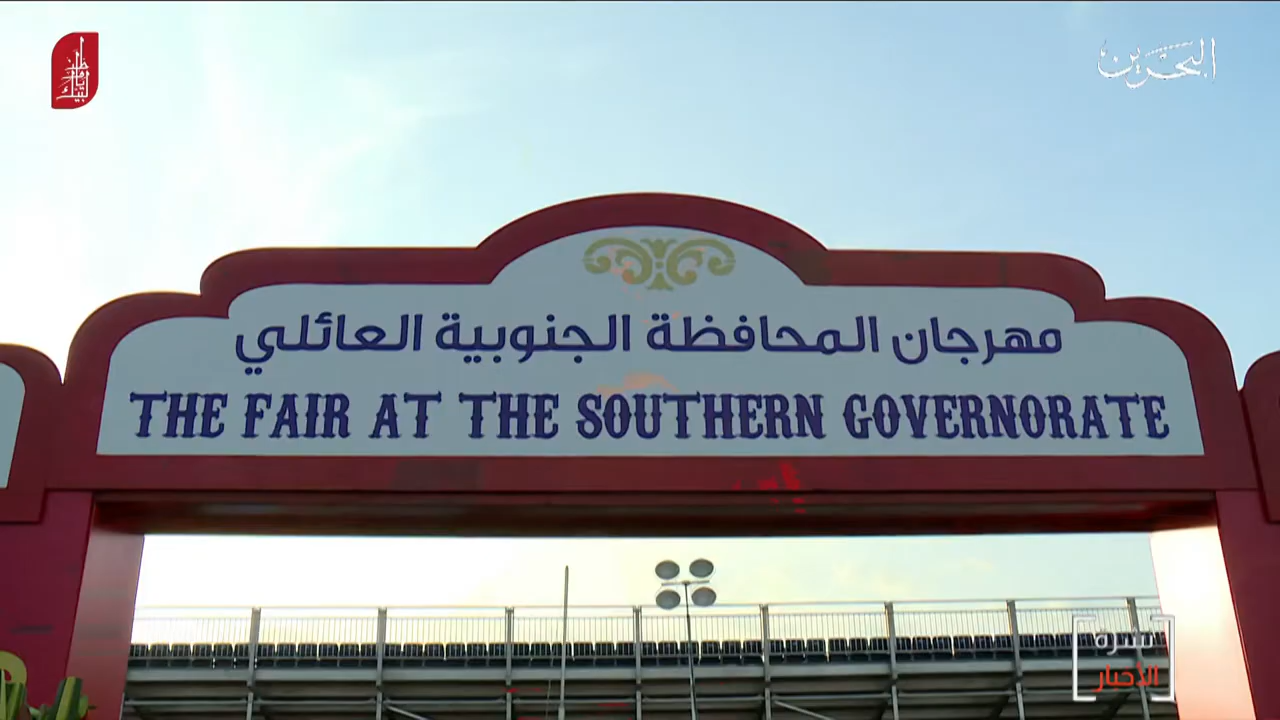 البحرين
مهرجان المحافظة الجنوبية العائلي
THE FAIR AT THE SOUTHERN GOVERNORATE
نشرة
الأخبار